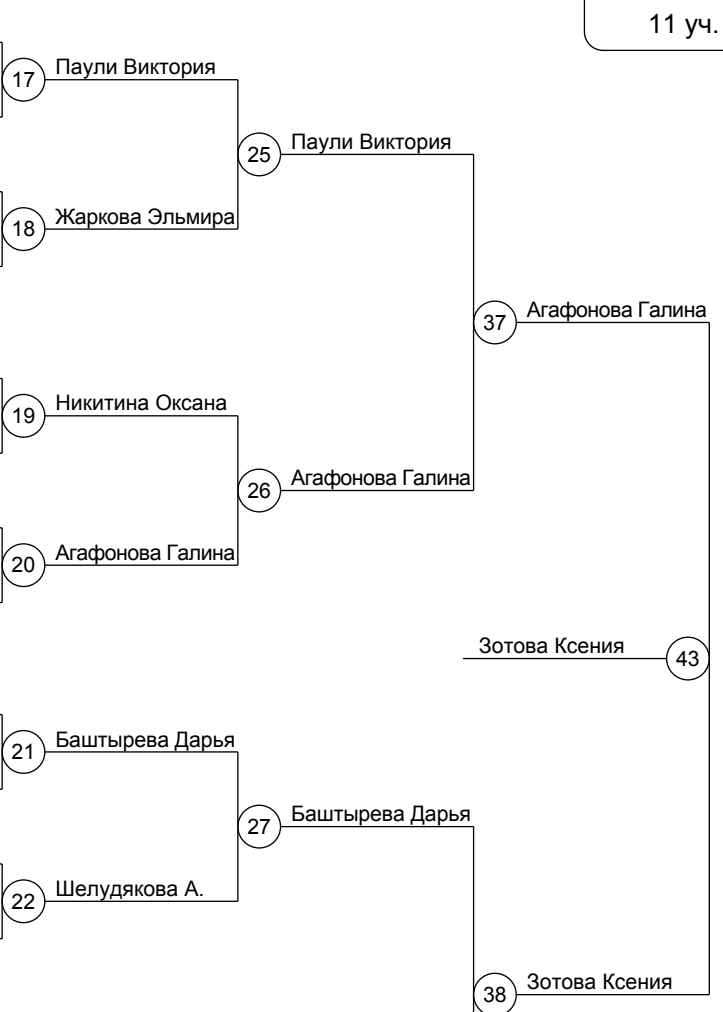 11 уч.
17 Паули Виктория
25 Паули Виктория
18 Жаркова Эльмира
37 Агафонова Галина
19 Никитина Оксана
26 Агафонова Галина
20 Агафонова Галина
Зотова Ксения 43
21 Баштырева Дарья
27 Баштырева Дарья
22 Шелудякова А.
38 Зотова Ксения